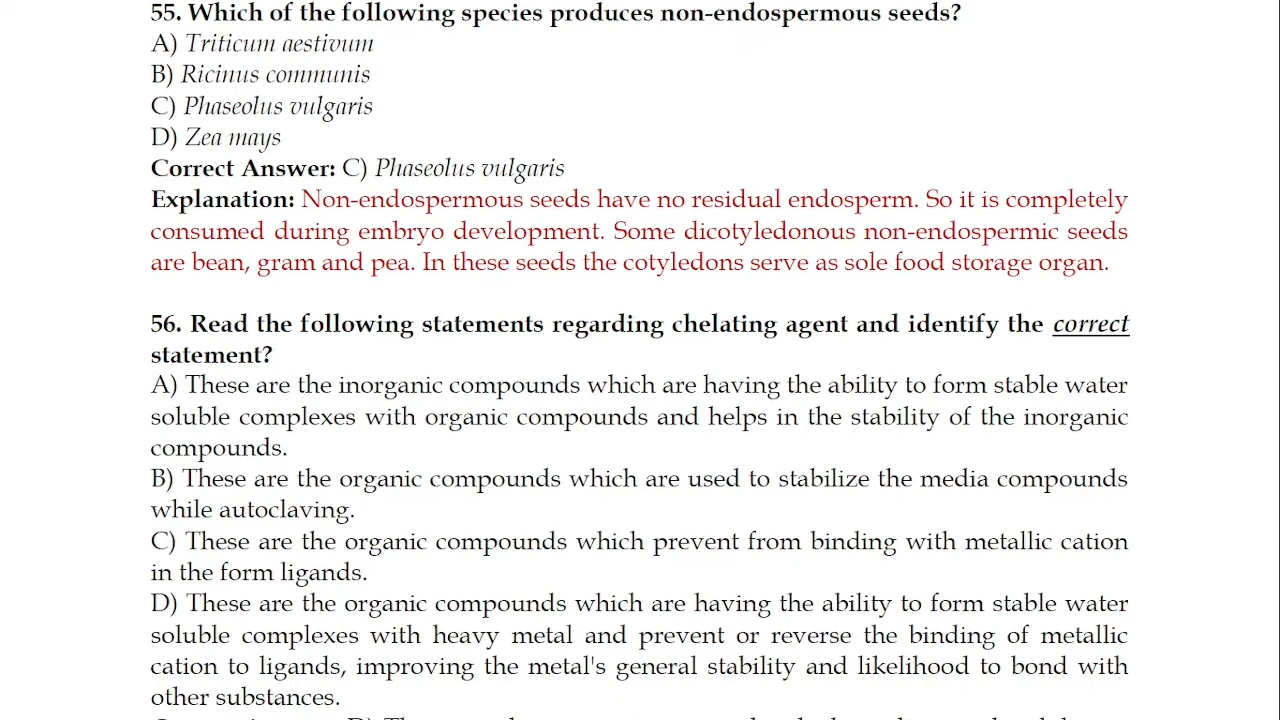 55. Which of the following species produces non-endospermous seeds?
A) Triticum aestivum
B) Ricinus communis
C) Phaseolus vulgaris
D) Zea mays
Correct Answer: C) Phaseolus vulgaris
Explanation: Non-endospermous seeds have no residual endosperm. So it is completely
consumed during embryo development. Some dicotyledonous non-endospermic seeds
are bean, gram and pea. In these seeds the cotyledons serve as sole food storage organ.
56. Read the following statements regarding chelating agent and identify the correct
statement?
A) These are the inorganic compounds which are having the ability to form stable water
soluble complexes with organic compounds and helps in the stability of the inorganic
compounds.
B) These are the organic compounds which are used to stabilize the media compounds
while autoclaving.
C) These are the organic compounds which prevent from binding with metallic cation
in the form ligands.
D) These are the organic compounds which are having the ability to form stable water
soluble complexes with heavy metal and prevent or reverse the binding of metallic
cation to ligands, improving the metal's general stability and likelihood to bond with
other substances.